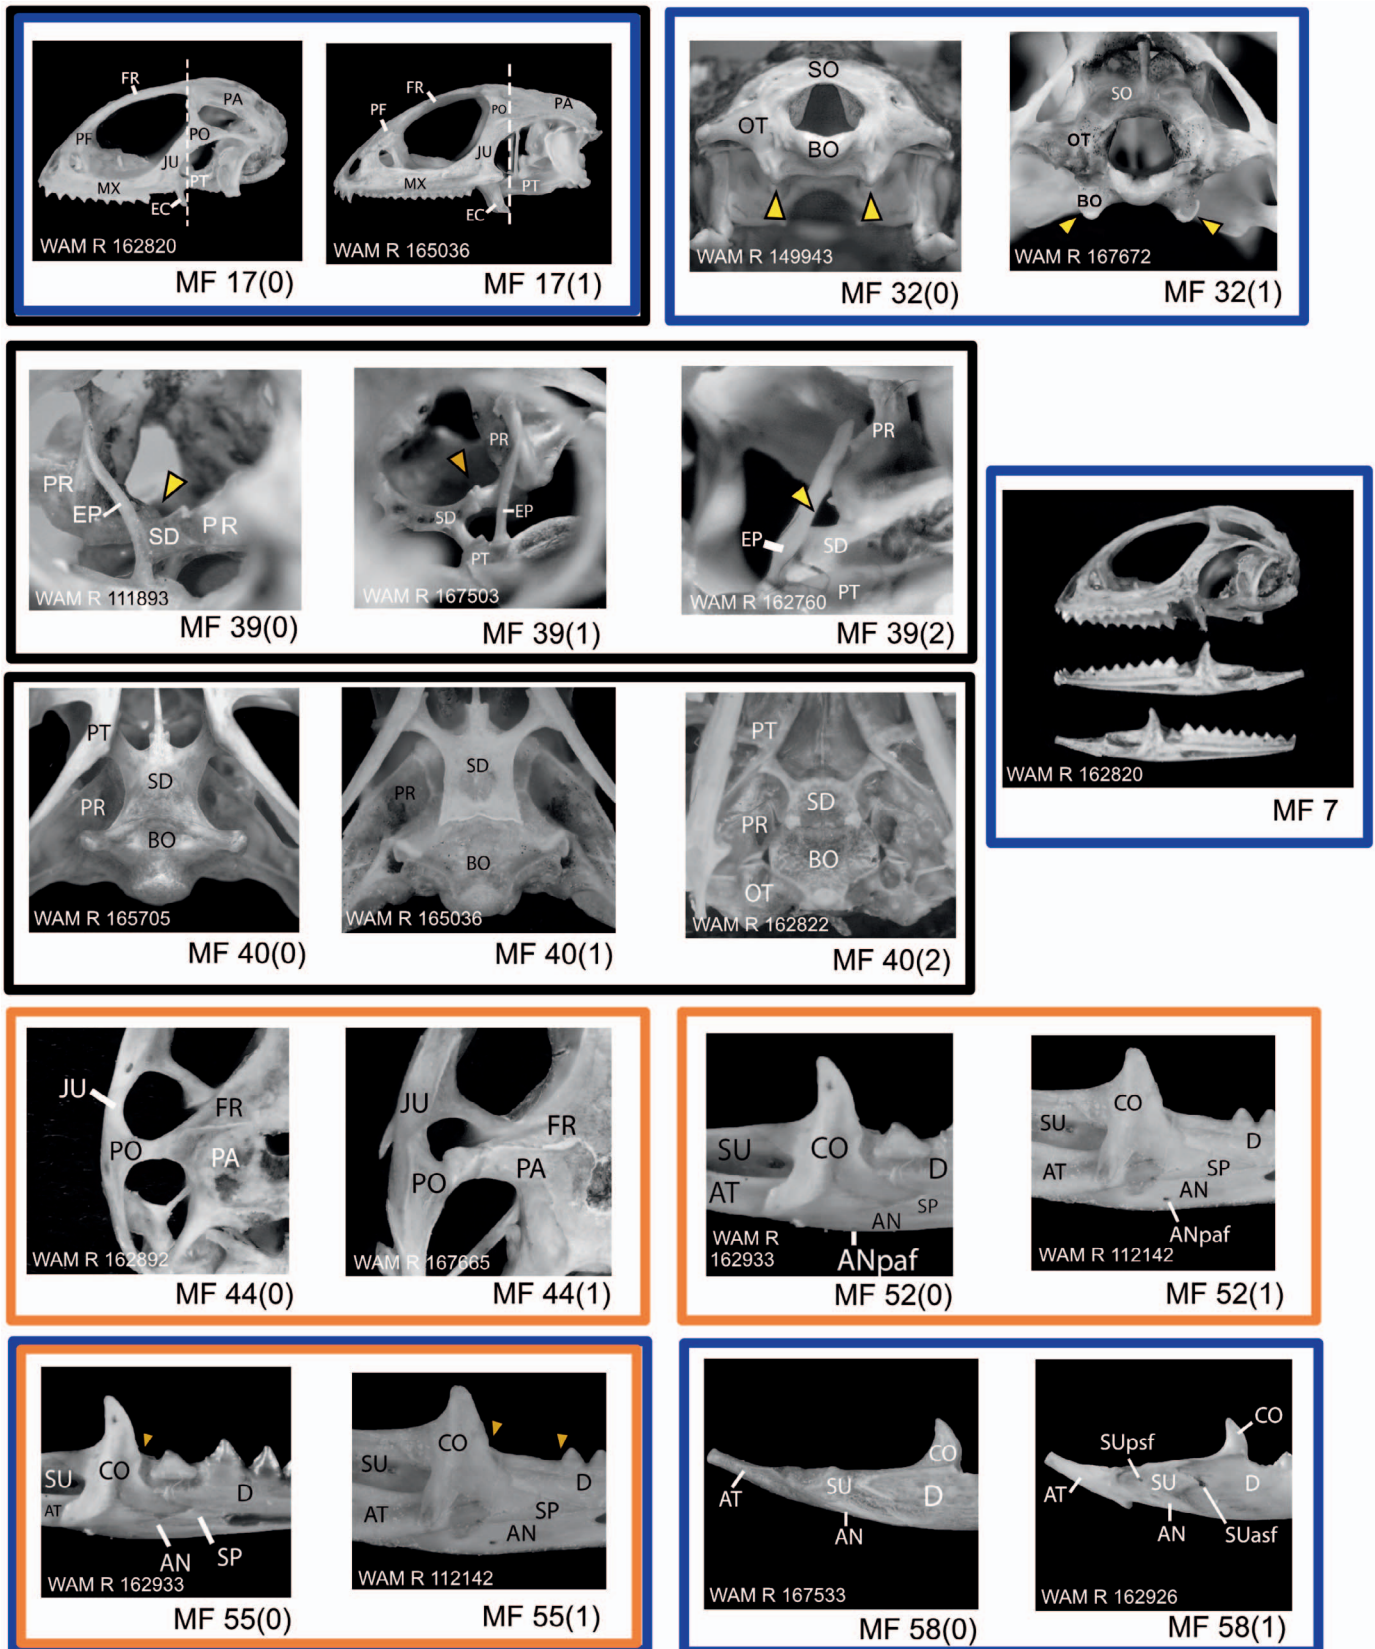 FR
PA
PF
PO
JU
MX
PT
EC
WAM R 162820
MF 17(0)
FR
PA
PF
PO
JU
MX
PT
EC
WAM R 165036
MF 17(1)
SO
OT
BO
WAM R 149943
MF 32(0)
SO
OT
BO
WAM R 167672
MF 32(1)
PR
EP
SD
PR
WAM R 111893
MF 39(0)
PR
SD
EP
PT
WAM R 167503
MF 39(1)
PR
EP
SD
PT
WAM R 162760
MF 39(2)
WAM R 162820
MF 7
PT
SD
PR
BO
WAM R 165705
MF 40(0)
SD
PR
BO
WAM R 165036
MF 40(1)
PT
SD
PR
BO
OT
WAM R 162822
MF 40(2)
JU
FR
PO
PA
WAM R 162892
MF 44(0)
JU
FR
PA
PO
WAM R 167665
MF 44(1)
SU
CO
D
AT
SP
AN
WAM R
162933
ANpaf
MF 52(0)
CO
SU
D
AT
SP
AN
ANpaf
WAM R 112142
MF 52(1)
SU
CO
D
AT
AN
SP
WAM R 162933
MF 55(0)
CO
SU
D
SP
AT
AN
WAM R 112142
MF 55(1)
CO
AT
SU
D
AN
WAM R 167533
MF 58(0)
CO
SUpsf
AT
SU
D
AN
SUasf
WAM R 162926
MF 58(1)